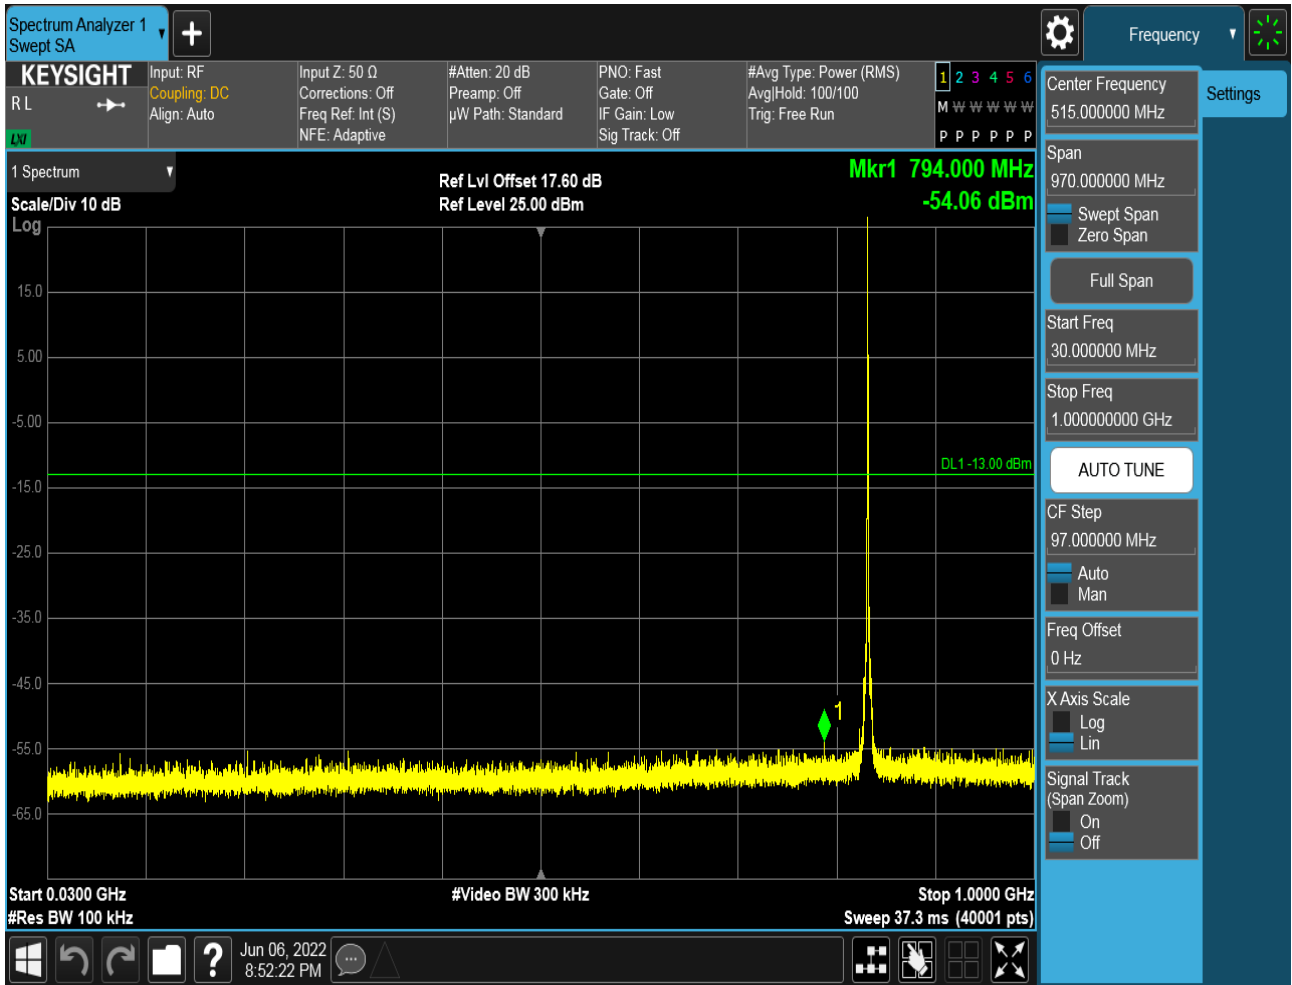 Spectrum Analyzer 1
Swept SA
Frequency
KEYSIGHT
R L
LXI
Input: RF
Coupling: DC
Align: Auto
Input Z: 50 Ω
Corrections: Off
Freq Ref: Int (S)
NFE: Adaptive
#Atten: 20 dB
Preamp: Off
µW Path: Standard
PNO: Fast
Gate: Off
IF Gain: Low
Sig Track: Off
#Avg Type: Power (RMS)
Avg|Hold: 100/100
Trig: Free Run
1 2 3 4 5 6
M W W W W W
P P P P P P
1 Spectrum
Scale/Div 10 dB
Log
Ref Lvl Offset 17.60 dB
Ref Level 25.00 dBm
Mkr1 794.000 MHz
-54.06 dBm
15.0
5.00
-5.00
DL1 -13.00 dBm
-15.0
-25.0
-35.0
-45.0
1
-55.0
-65.0
Start 0.0300 GHz
#Video BW 300 kHz
Stop 1.0000 GHz
#Res BW 100 kHz
Sweep 37.3 ms (40001 pts)
Center Frequency
515.000000 MHz
Settings
Span
970.000000 MHz
Swept Span
Zero Span
Full Span
Start Freq
30.000000 MHz
Stop Freq
1.000000000 GHz
AUTO TUNE
CF Step
97.000000 MHz
Auto
Man
Freq Offset
0 Hz
X Axis Scale
Log
Lin
Signal Track
(Span Zoom)
On
Off
?
Jun 06, 2022
8:52:22 PM